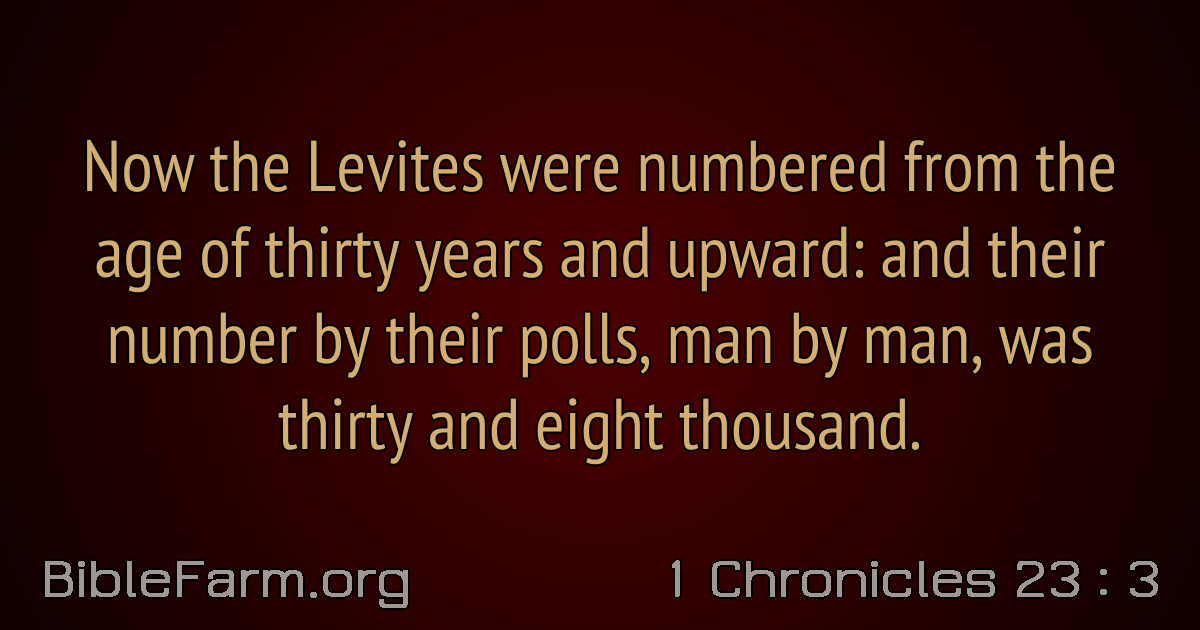 Now the Levites were numbered from the
age of thirty years and upward: and their
number by their polls, man by man, was
thirty and eight thousand.
BibleFarm.org
1 Chronicles 23 : 3